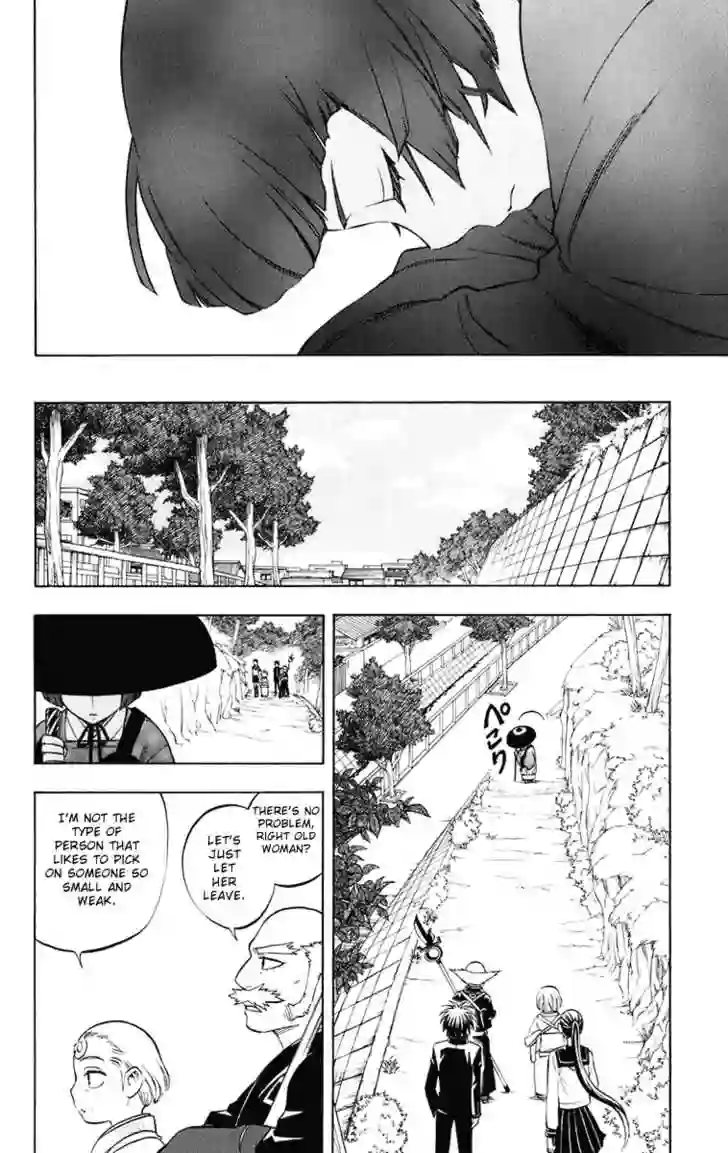 ペこり
THERE'S NO
PROBLEM,
RIGHT OLD
WOMAN?
LET'S
JUST
LET
HER
LEAVE.
I'M NOT THE
TYPE OF
PERSON THAT
LIKES TO PICK
ON SOMEONE SO
SMALL AND
WEAK.